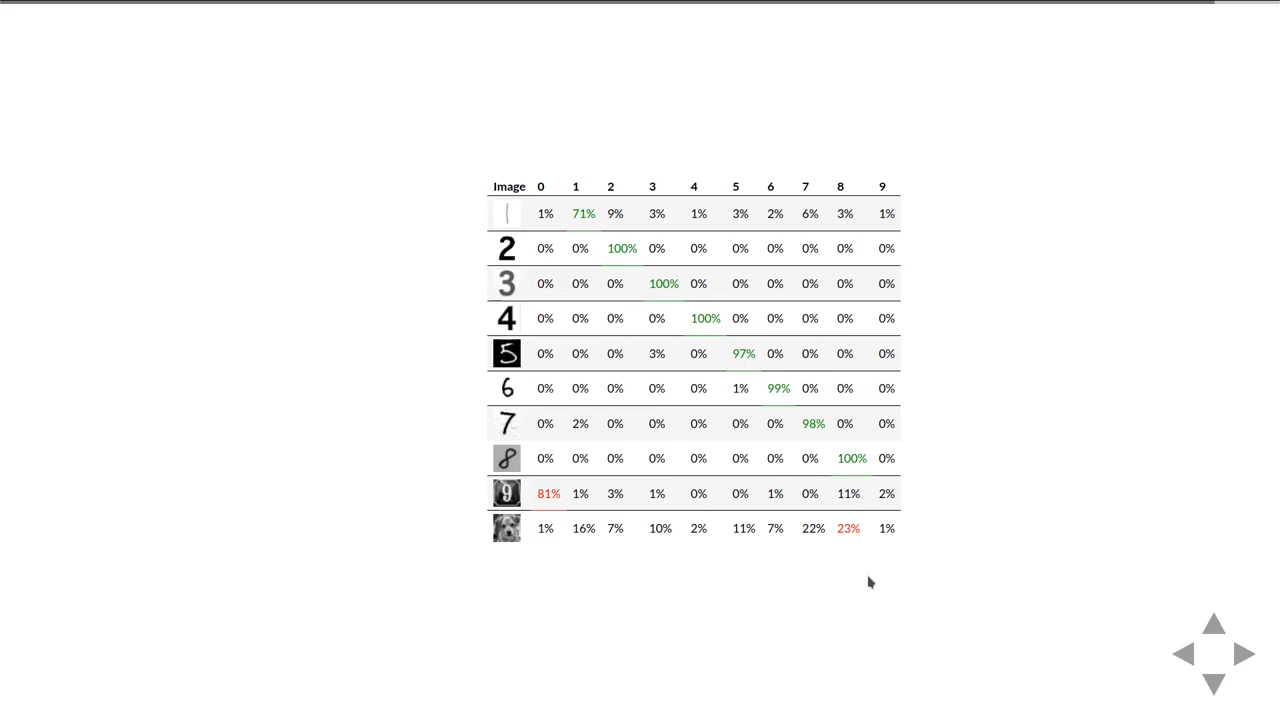 Image 0 1 2 3 4 5 6 7 8 9
1 1% 71% 9% 3% 1% 3% 2% 6% 3% 1%
2 0% 0% 100% 0% 0% 0% 0% 0% 0% 0%
3 0% 0% 0% 100% 0% 0% 0% 0% 0% 0%
4 0% 0% 0% 0% 100% 0% 0% 0% 0% 0%
5 0% 0% 0% 3% 0% 97% 0% 0% 0% 0%
6 0% 0% 0% 0% 0% 1% 99% 0% 0% 0%
7 0% 2% 0% 0% 0% 0% 0% 98% 0% 0%
8 0% 0% 0% 0% 0% 0% 0% 0% 100% 0%
9 81% 1% 3% 1% 0% 0% 1% 0% 11% 2%
1% 16% 7% 10% 2% 11% 7% 22% 23% 1%